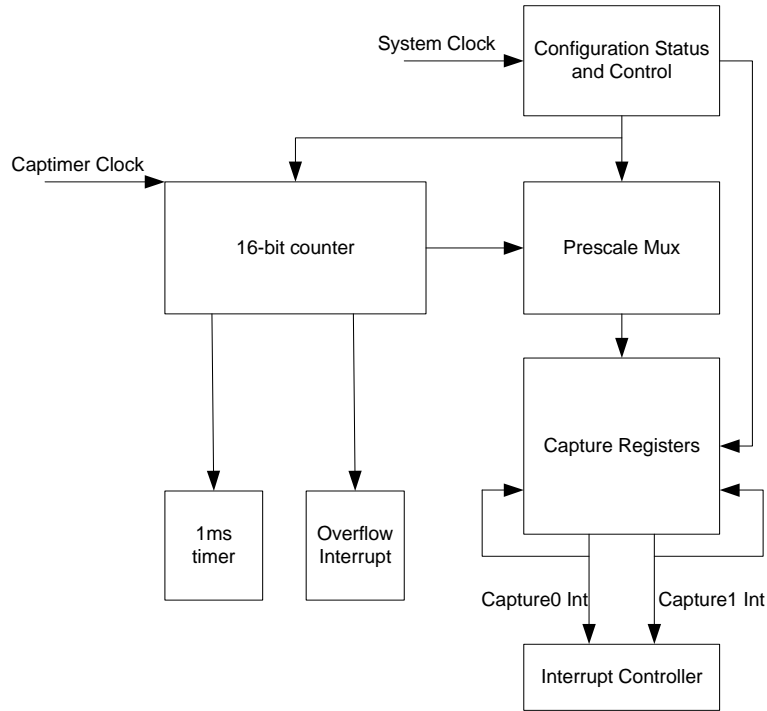 System Clock
Configuration Status
and Control
Captimer Clock
16-bit counter
Prescale Mux
Capture Registers
1ms
timer
Overflow
Interrupt
Capture0 Int
Capture1 Int
Interrupt Controller